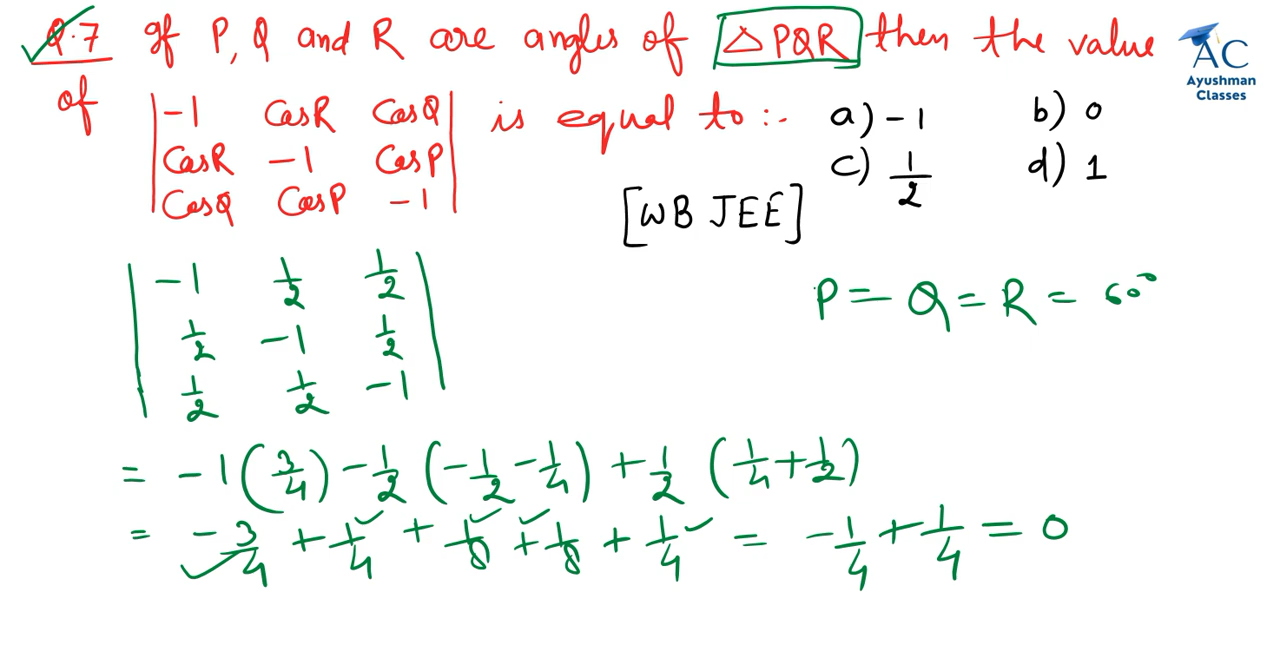 Q.7 If P, Q and R are angles of △PQR then the value
of |-1 CosR CosQ| is equal to :- a) -1 b) 0
|CosR -1 CosP| c) 1/2 d) 1
|CosQ CosP -1| [WB JEE]
AC
Ayushman
Classes
|-1 1/2 1/2| P = Q = R = 60°
|1/2 -1 1/2|
|1/2 1/2 -1|
= -1(3/4) - 1/2(-1/2 - 1/4) + 1/2(1/4 + 1/2)
= -3/4 + 1/4 + 1/8 + 1/8 + 1/4 = -1/4 + 1/4 = 0